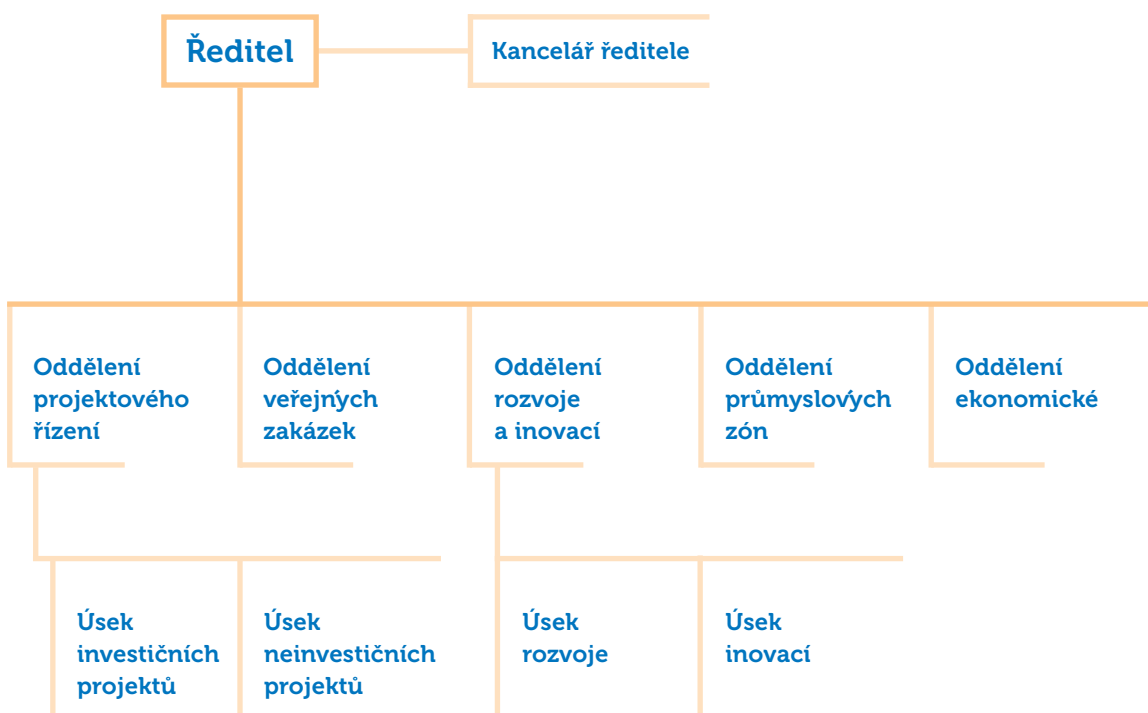 Ředitel
Kancelář ředitele
Oddělení
projektového
řízení
Oddělení
veřejných
zakázek
Oddělení
rozvoje
a inovací
Oddělení
průmyslových
zón
Oddělení
ekonomické
Úsek
investičních
projektů
Úsek
neinvestičních
projektů
Úsek
rozvoje
Úsek
inovací